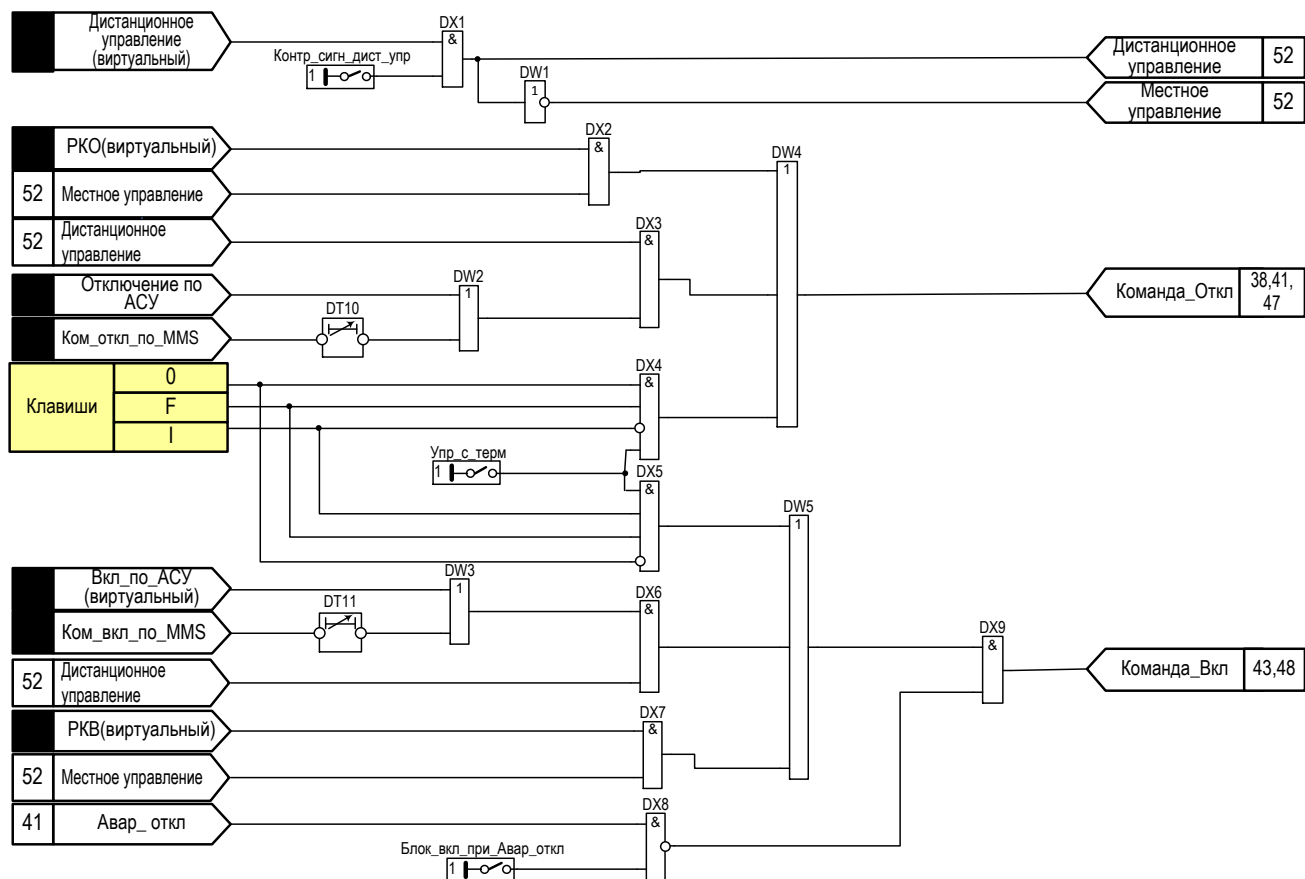 Дистанционное
управление
(виртуальный)
DX1
&
Контр_сигн_дист_упр
1
DW1
1
Дистанционное
управление
52
Местное
управление
52
РКО(виртуальный)
DX2
&
DW4
1
52
Местное управление
52
Дистанционное
управление
DX3
&
Отключение по
АСУ
DW2
1
Команда_Откл
38,41,
47
DT10
Ком_откл_по_MMS
Клавиши
0
F
I
DX4
&
Упр_с_терм
1
DX5
&
DW5
1
Вкл_по_АСУ
(виртуальный)
DW3
1
DT11
Ком_вкл_по_MMS
DX6
&
DX9
&
52
Дистанционное
управление
Команда_Вкл
43,48
РКВ(виртуальный)
DX7
&
52
Местное управление
41
Авар_ откл
DX8
&
Блок_вкл_при_Авар_откл
1